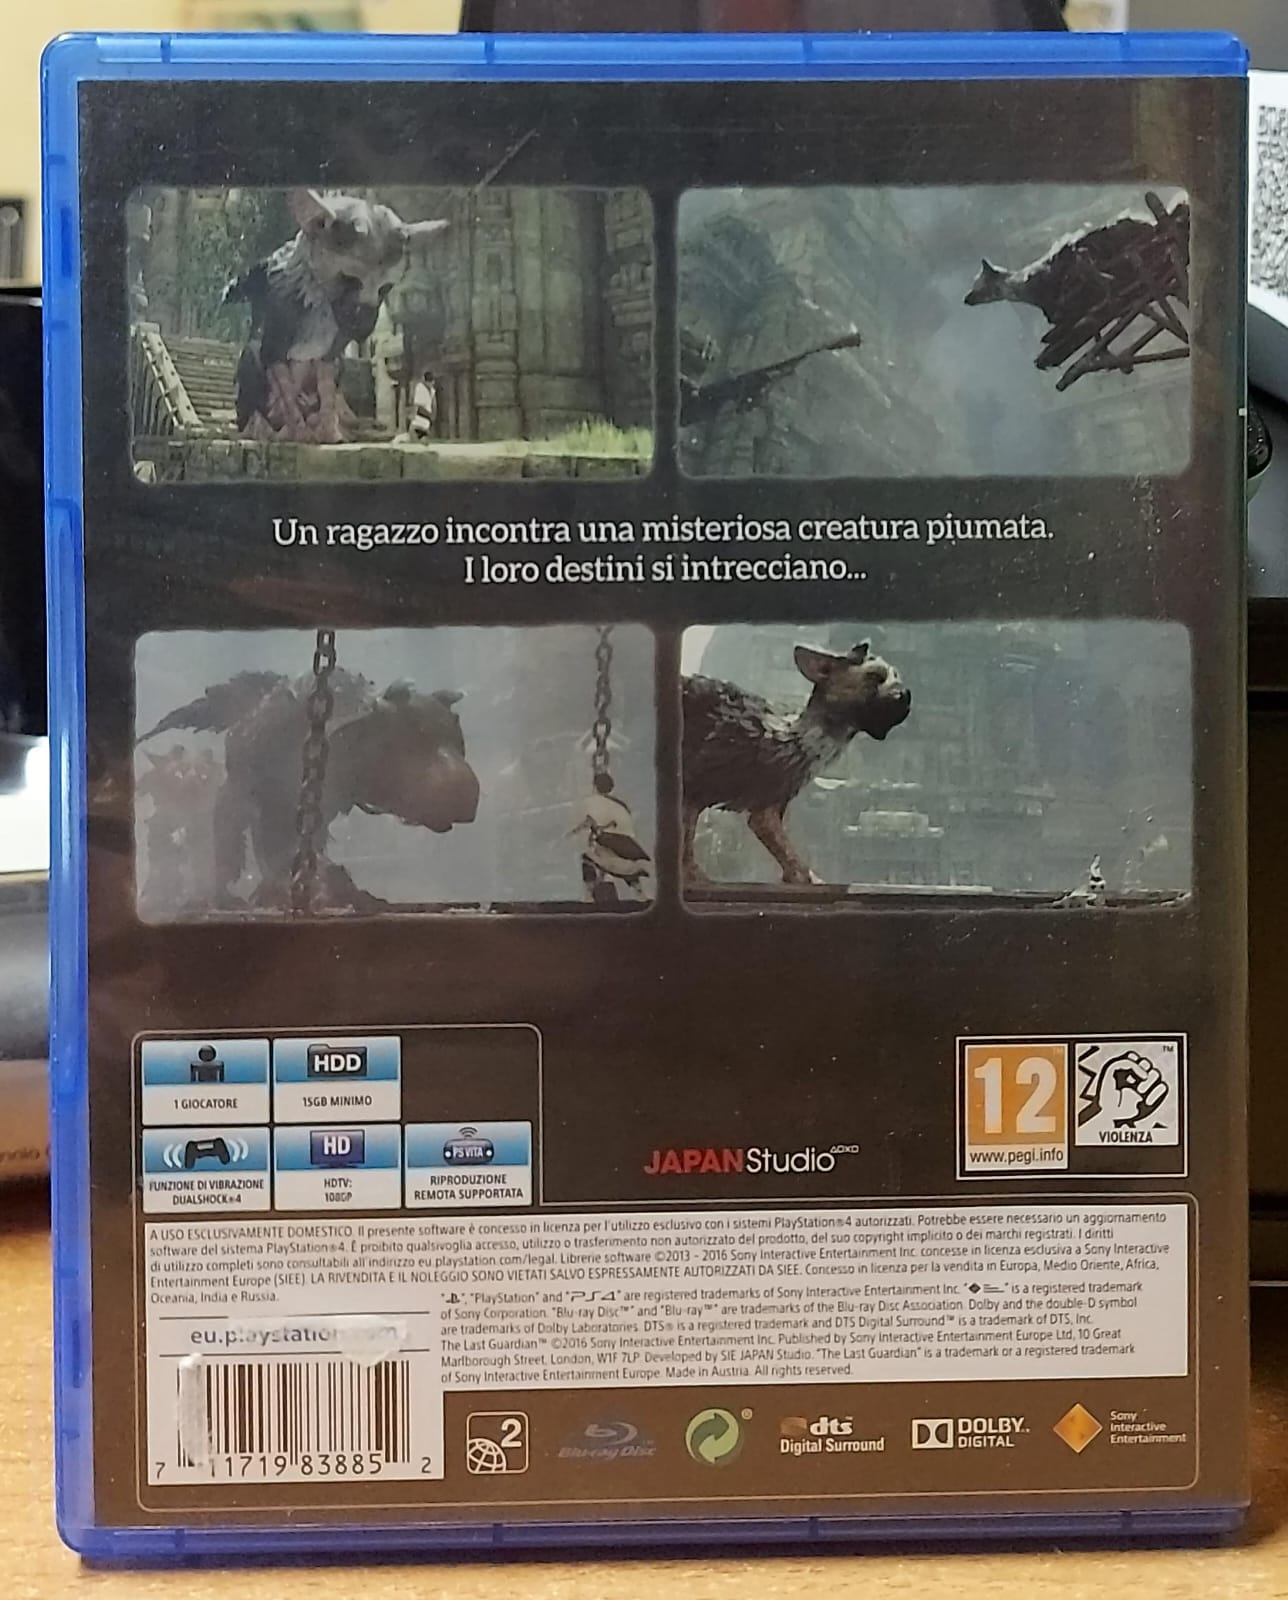 Un ragazzo incontra una misteriosa creatura piumata.
I loro destini si intrecciano...
1 GIOCATORE
HDD
15GB MINIMO
FUNZIONE DI VIBRAZIONE
DUALSHOCK®4
HD
HDTV:
1080P
PS VITA
RIPRODUZIONE
REMOTA SUPPORTATA
JAPANStudio
12
www.pegi.info
VIOLENZA
™
A USO ESCLUSIVAMENTE DOMESTICO. Il presente software è concesso in licenza per l'utilizzo esclusivo con i sistemi PlayStation®4 autorizzati. Potrebbe essere necessario un aggiornamento
software del sistema PlayStation®4. È proibito qualsivoglia accesso, utilizzo o trasferimento non autorizzato del prodotto, del suo copyright implicito o dei marchi registrati. I diritti
di utilizzo completi sono consultabili all'indirizzo eu.playstation.com/legal. Librerie software ©2013 - 2016 Sony Interactive Entertainment Inc. concesse in licenza esclusiva a Sony Interactive
Entertainment Europe (SIEE). LA RIVENDITA E IL NOLEGGIO SONO VIETATI SALVO ESPRESSAMENTE AUTORIZZATI DA SIEE. Concesso in licenza per la vendita in Europa, Medio Oriente, Africa,
Oceania, India e Russia.
"PlayStation" and "PS4" are registered trademarks of Sony Interactive Entertainment Inc. " " is a registered trademark
of Sony Corporation. "Blu-ray Disc™" and "Blu-ray™" are trademarks of the Blu-ray Disc Association. Dolby and the double-D symbol
are trademarks of Dolby Laboratories. DTS® is a registered trademark and DTS Digital Surround™ is a trademark of DTS, Inc.
The Last Guardian™ ©2016 Sony Interactive Entertainment Inc. Published by Sony Interactive Entertainment Europe Ltd, 10 Great
Marlborough Street, London, W1F 7LP. Developed by SIE JAPAN Studio. "The Last Guardian" is a trademark or a registered trademark
of Sony Interactive Entertainment Europe. Made in Austria. All rights reserved.
eu.playstation.com
7 11719 83885 2
2
Blu-ray Disc
®
dts
Digital Surround
DOLBY
DIGITAL
Sony
Interactive
Entertainment